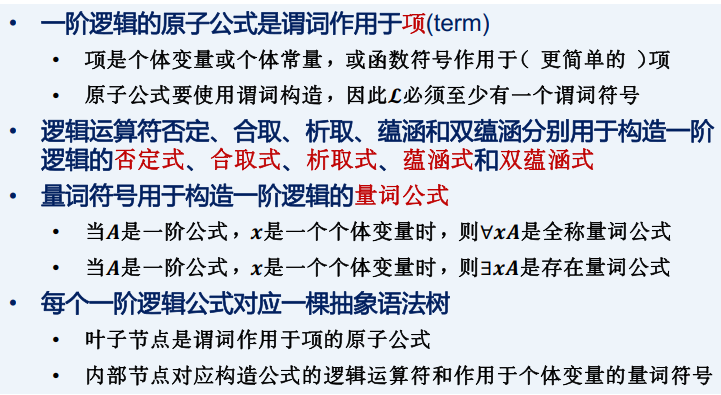 • 一阶逻辑的原子公式是谓词作用于项(term)
• 项是个体变量或个体常量，或函数符号作用于( 更简单的 )项
• 原子公式要使用谓词构造，因此𝓛必须至少有一个谓词符号
• 逻辑运算符否定、合取、析取、蕴涵和双蕴涵分别用于构造一阶
逻辑的否定式、合取式、析取式、蕴涵式和双蕴涵式
• 量词符号用于构造一阶逻辑的量词公式
• 当A是一阶公式，x是一个个体变量时，则∀xA是全称量词公式
• 当A是一阶公式，x是一个个体变量时，则∃xA是存在量词公式
• 每个一阶逻辑公式对应一棵抽象语法树
• 叶子节点是谓词作用于项的原子公式
• 内部节点对应构造公式的逻辑运算符和作用于个体变量的量词符号